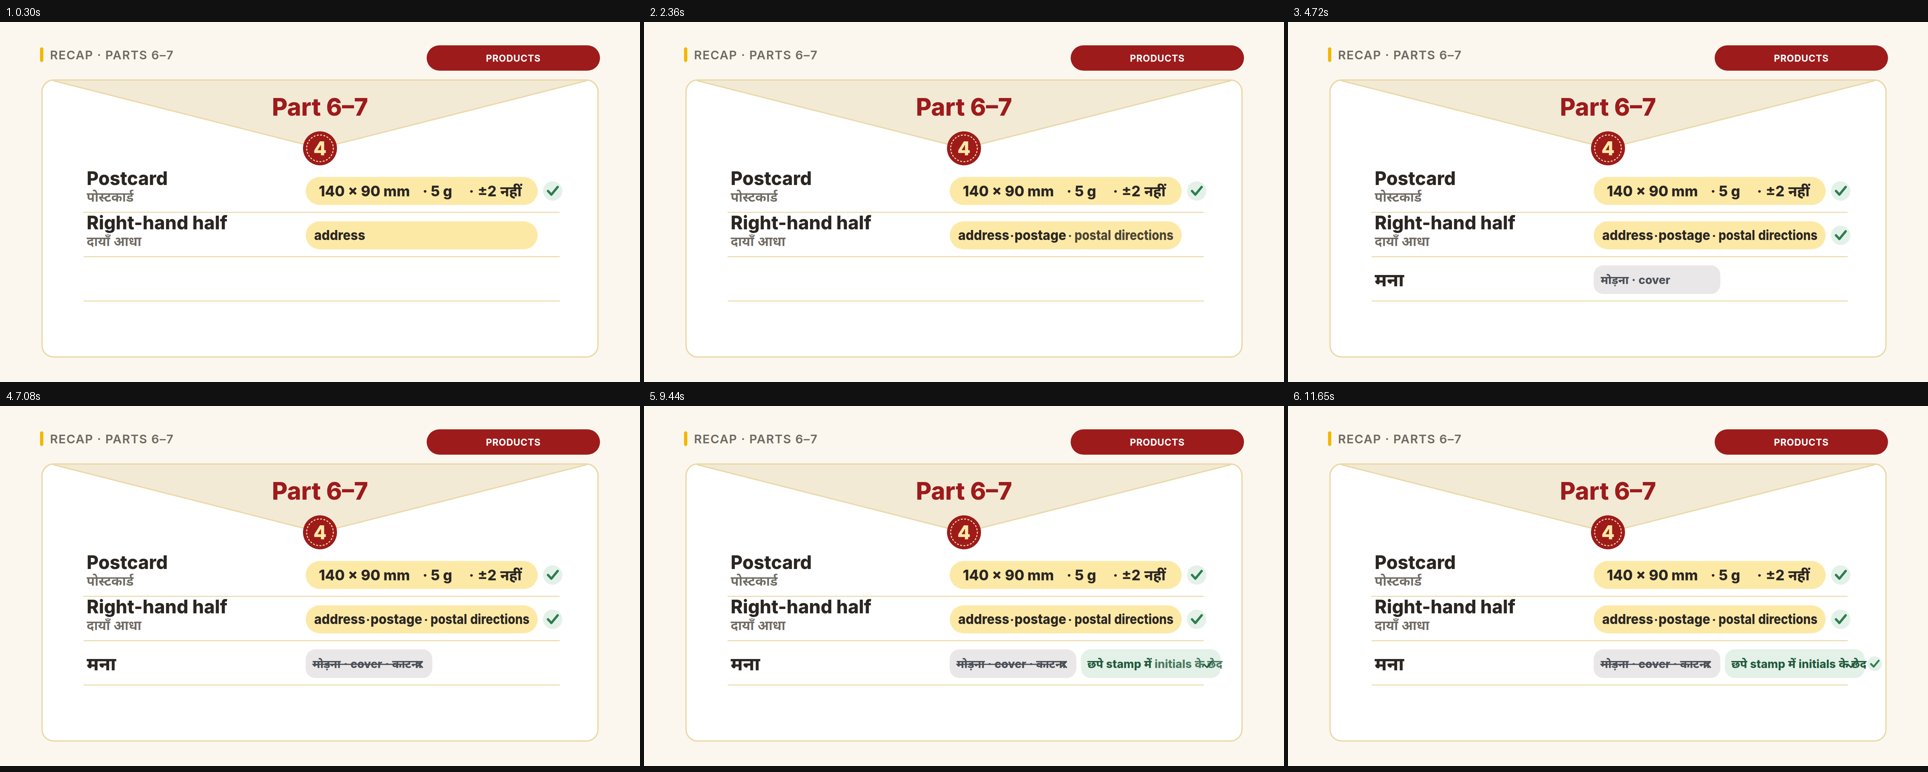 1. 0.30s
RECAP · PARTS 6–7
PRODUCTS
Part 6–7
4
Postcard
पोस्टकार्ड
140 × 90 mm · 5 g · ±2 नहीं
Right-hand half
दायाँ आधा
address
2. 2.36s
RECAP · PARTS 6–7
PRODUCTS
Part 6–7
4
Postcard
पोस्टकार्ड
140 × 90 mm · 5 g · ±2 नहीं
Right-hand half
दायाँ आधा
address · postage · postal directions
3. 4.72s
RECAP · PARTS 6–7
PRODUCTS
Part 6–7
4
Postcard
पोस्टकार्ड
140 × 90 mm · 5 g · ±2 नहीं
Right-hand half
दायाँ आधा
address · postage · postal directions
मना
मोड़ना · cover
4. 7.08s
RECAP · PARTS 6–7
PRODUCTS
Part 6–7
4
Postcard
पोस्टकार्ड
140 × 90 mm · 5 g · ±2 नहीं
Right-hand half
दायाँ आधा
address · postage · postal directions
मना
मोड़ना · cover · काटना
5. 9.44s
RECAP · PARTS 6–7
PRODUCTS
Part 6–7
4
Postcard
पोस्टकार्ड
140 × 90 mm · 5 g · ±2 नहीं
Right-hand half
दायाँ आधा
address · postage · postal directions
मना
मोड़ना · cover · काटना छपे stamp में initials के छेद
6. 11.65s
RECAP · PARTS 6–7
PRODUCTS
Part 6–7
4
Postcard
पोस्टकार्ड
140 × 90 mm · 5 g · ±2 नहीं
Right-hand half
दायाँ आधा
address · postage · postal directions
मना
मोड़ना · cover · काटना छपे stamp में initials के छेद